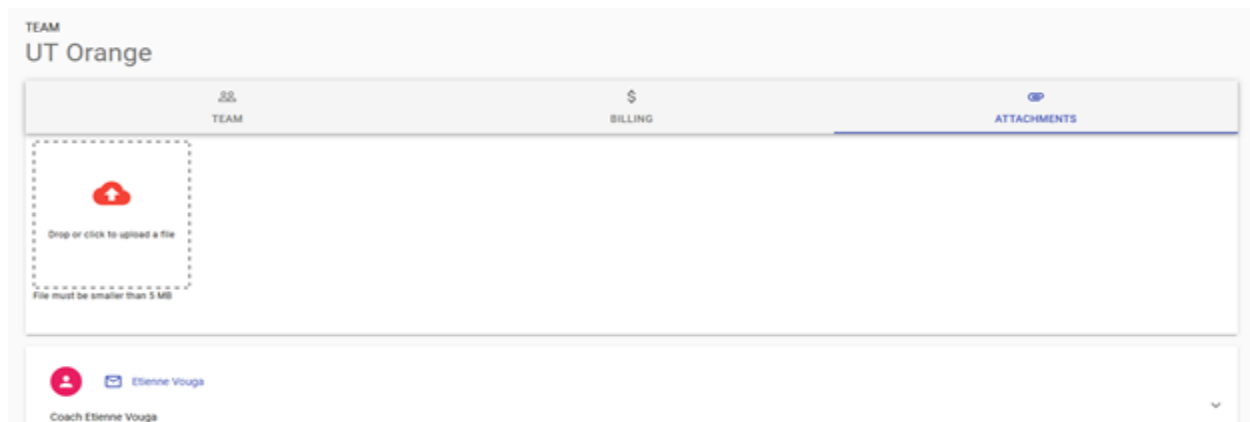 TEAM
UT Orange
TEAM
BILLING
ATTACHMENTS
Drop or click to upload a file
File must be smaller than 5 MB
Etienne Vouga
Coach Etienne Vouga